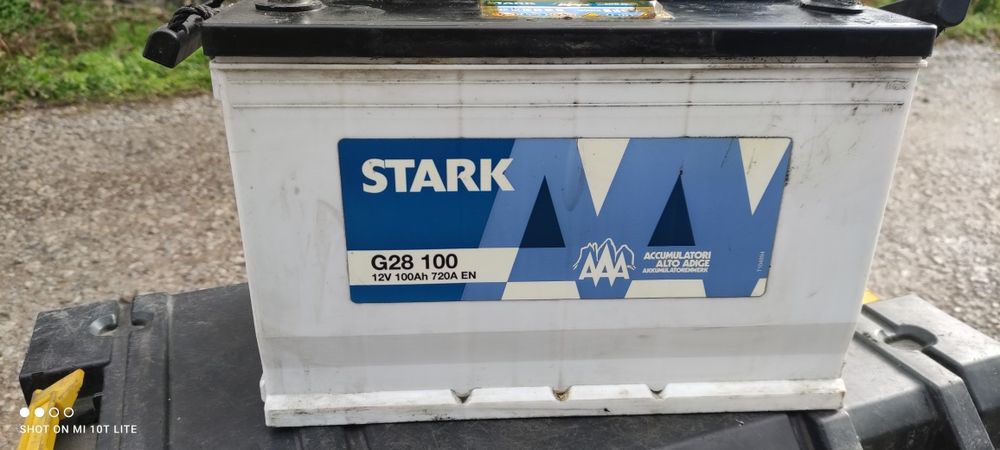 STARK
G28 100
12V 100Ah 720A EN
AAA
ACCUMULATORI
ALTO ADIGE
AKKUMULATORENWERK
SHOT ON MI 10T LITE